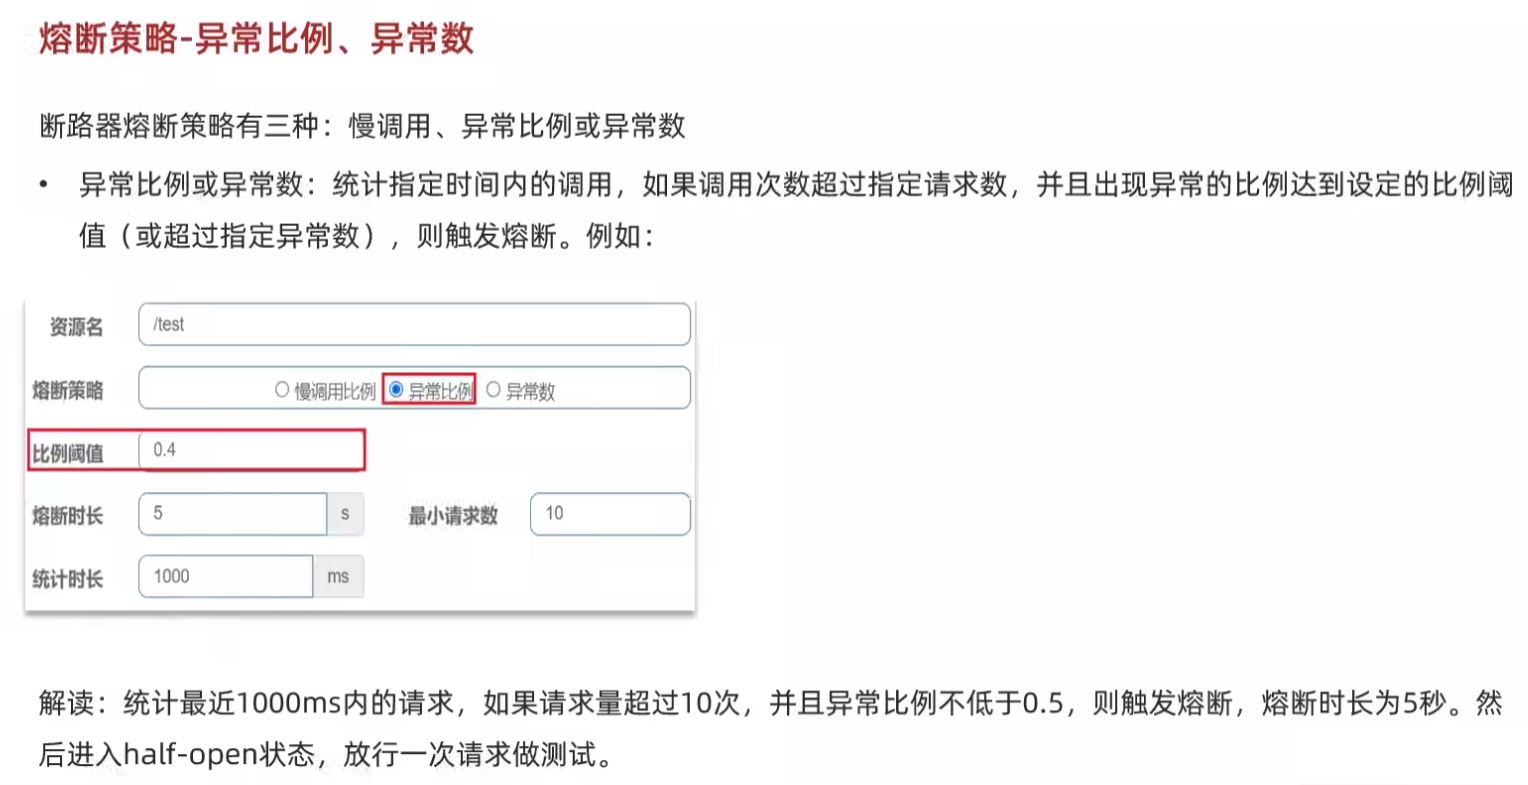 熔断策略-异常比例、异常数
断路器熔断策略有三种：慢调用、异常比例或异常数
• 异常比例或异常数：统计指定时间内的调用，如果调用次数超过指定请求数，并且出现异常的比例达到设定的比例阈
值（或超过指定异常数），则触发熔断。例如：
资源名 /test
熔断策略 慢调用比例 异常比例 异常数
比例阈值 0.4
熔断时长 5 s 最小请求数 10
统计时长 1000 ms
解读：统计最近1000ms内的请求，如果请求量超过10次，并且异常比例不低于0.5，则触发熔断，熔断时长为5秒。然
后进入half-open状态，放行一次请求做测试。